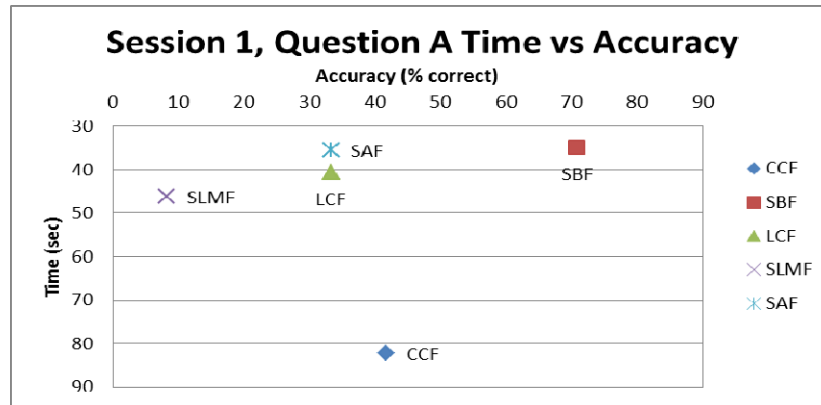 Session 1, Question A Time vs Accuracy
Accuracy (% correct)
0 10 20 30 40 50 60 70 80 90
30
40
50
60
70
80
90
Time (sec)
SAF
SBF
LCF
SLMF
CCF
CCF
SBF
LCF
SLMF
SAF